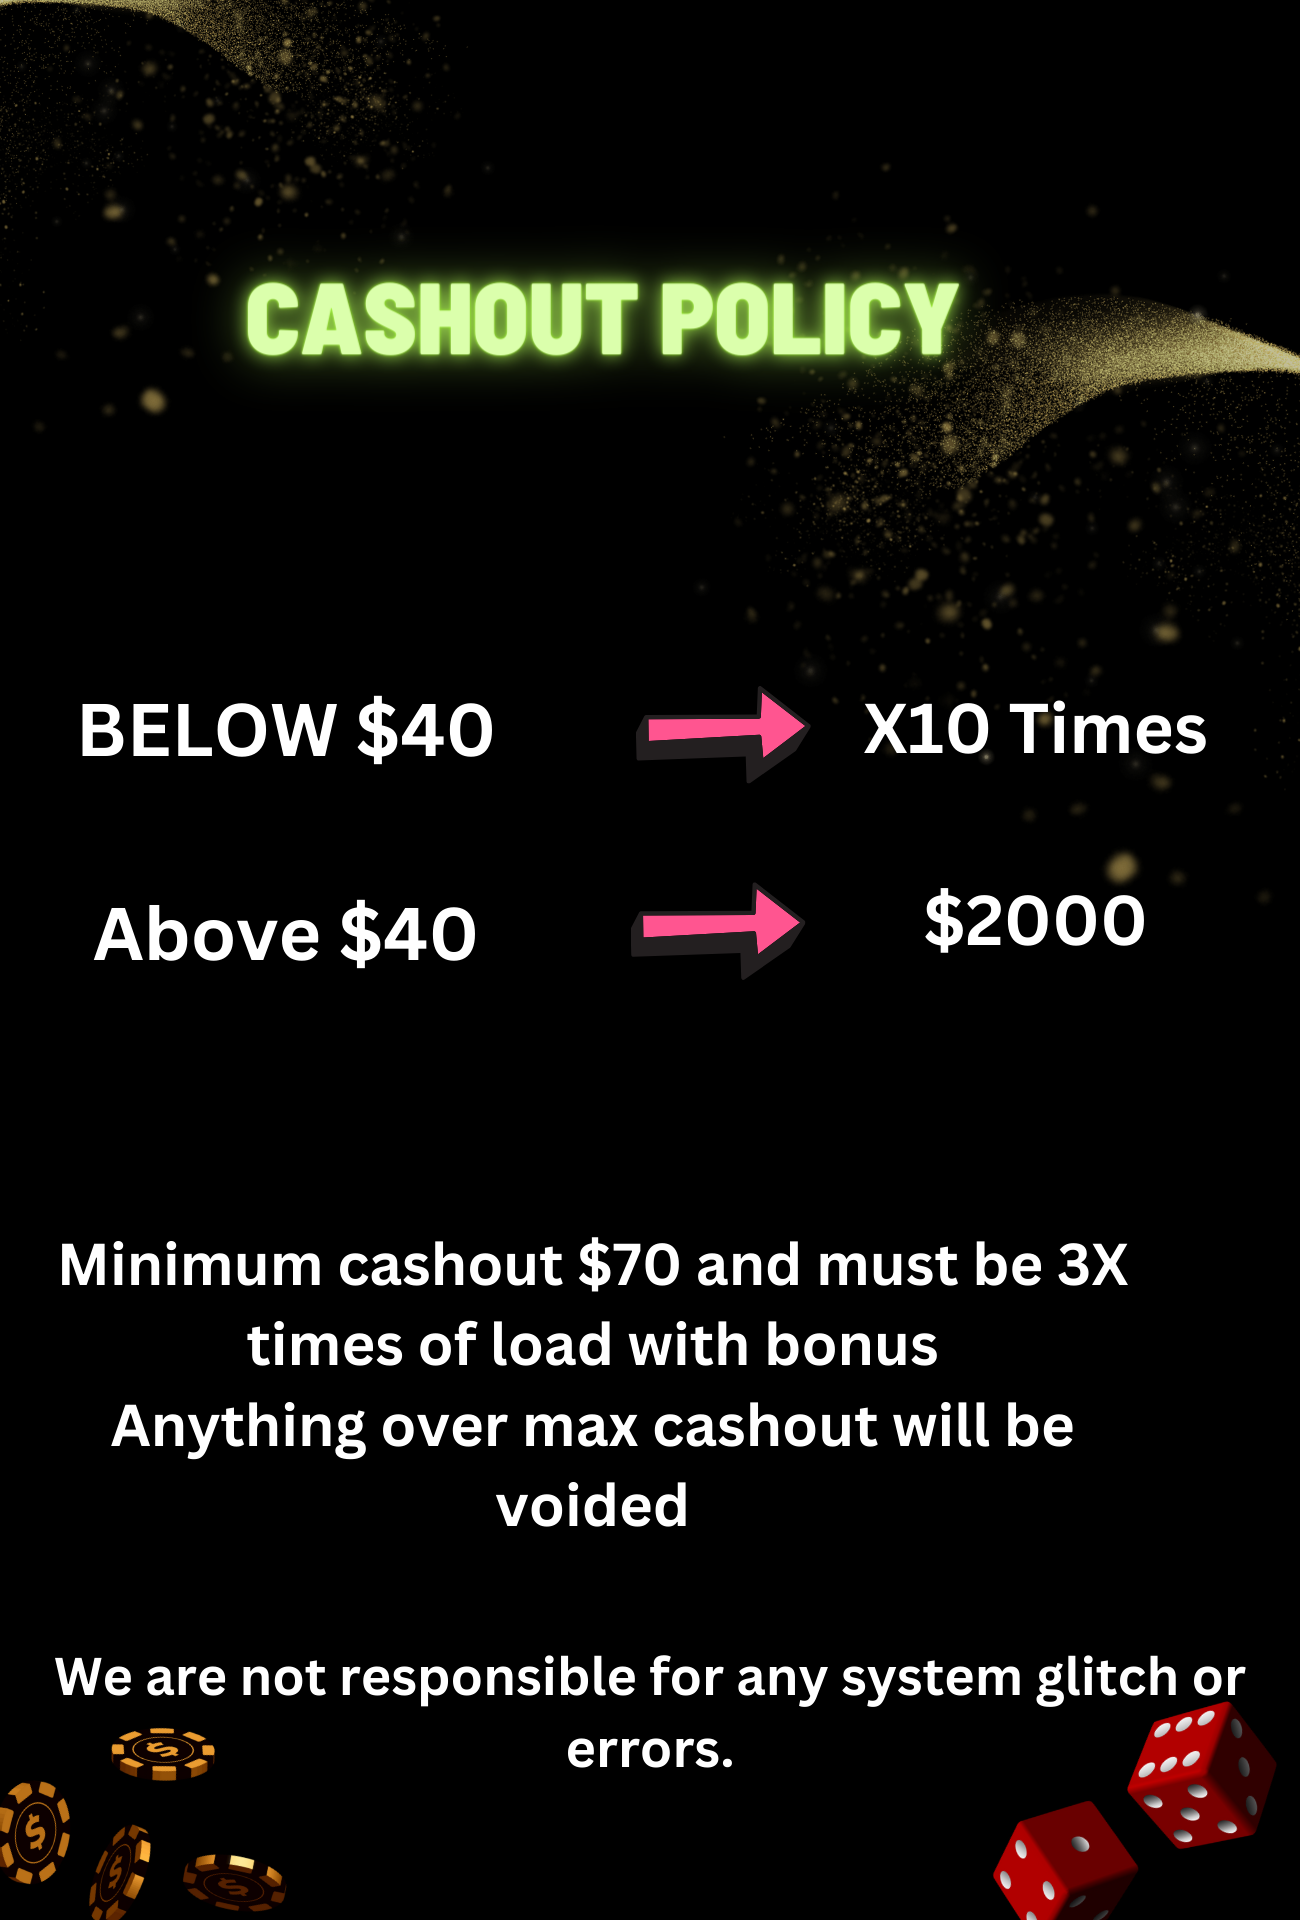 CASHOUT POLICY
BELOW $40 X10 Times
Above $40 $2000
Minimum cashout $70 and must be 3X
times of load with bonus
Anything over max cashout will be
voided
We are not responsible for any system glitch or
errors.